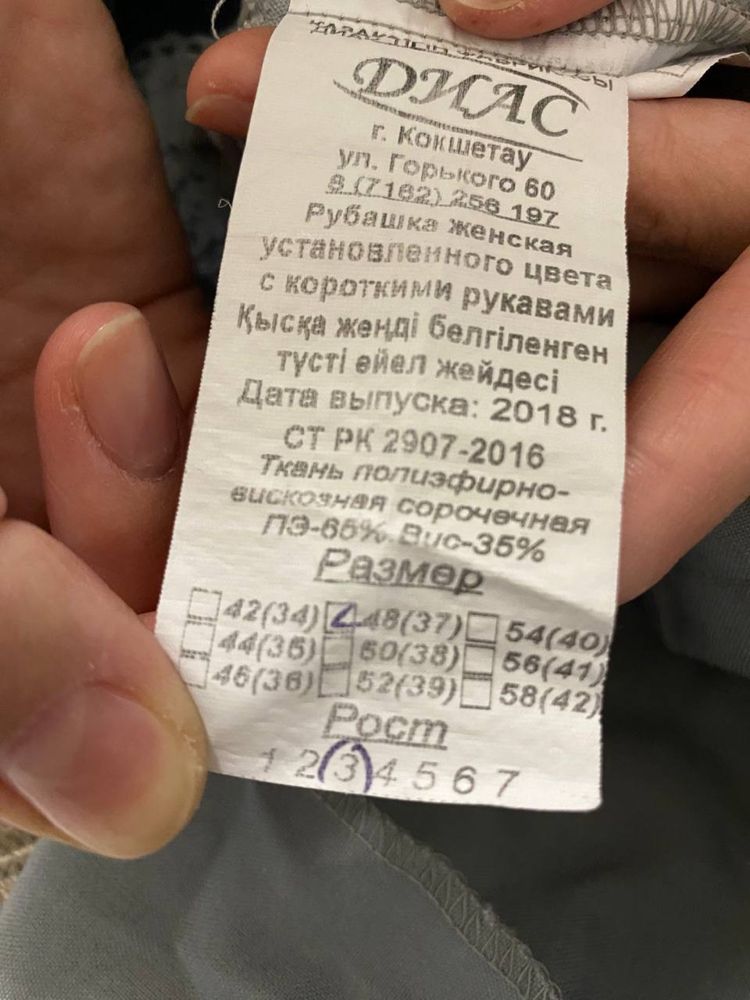 ДИАС
г. Кокшетау
ул. Горького 60
8 (7162) 256 197
Рубашка женская
установленного цвета
с короткими рукавами
Қысқа жеңді белгіленген
түсті әйел жейдесі
Дата выпуска: 2018 г.
СТ РК 2907-2016
Ткань полиэфирно-
вискозная сорочечная
ПЭ-65% Вис-35%
Размер
42(34) 48(37) 54(40)
44(35) 50(38) 56(41)
46(36) 52(39) 58(42)
Рост
1 2 3 4 5 6 7